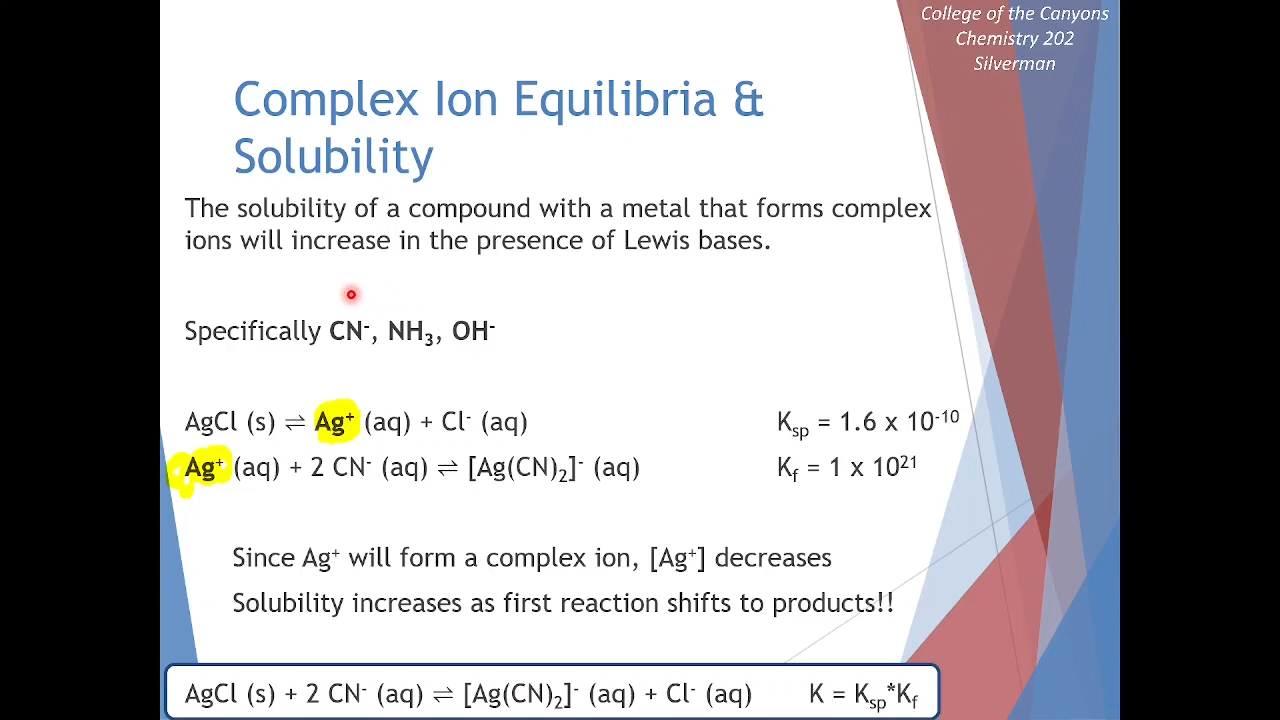 College of the Canyons
Chemistry 202
Silverman
Complex Ion Equilibria &
Solubility
The solubility of a compound with a metal that forms complex
ions will increase in the presence of Lewis bases.
Specifically CN⁻, NH₃, OH⁻
AgCl (s) ⇌ Ag⁺ (aq) + Cl⁻ (aq) Ksp = 1.6 x 10⁻¹⁰
Ag⁺ (aq) + 2 CN⁻ (aq) ⇌ [Ag(CN)₂]⁻ (aq) Kf = 1 x 10²¹
Since Ag⁺ will form a complex ion, [Ag⁺] decreases
Solubility increases as first reaction shifts to products!!
AgCl (s) + 2 CN⁻ (aq) ⇌ [Ag(CN)₂]⁻ (aq) + Cl⁻ (aq) K = Ksp*Kf